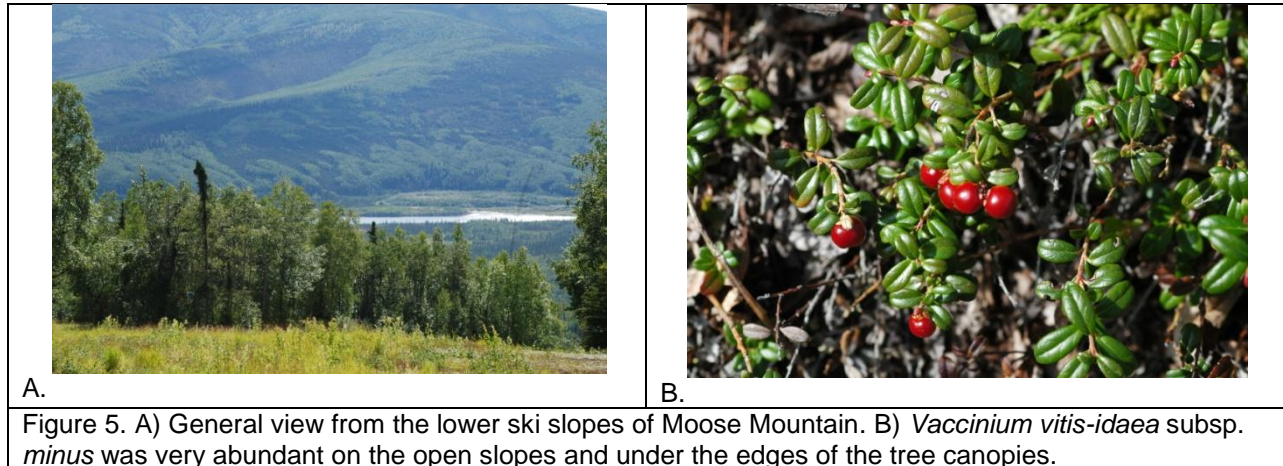 A.
B.
Figure 5. A) General view from the lower ski slopes of Moose Mountain. B) Vaccinium vitis-idaea subsp.
minus was very abundant on the open slopes and under the edges of the tree canopies.